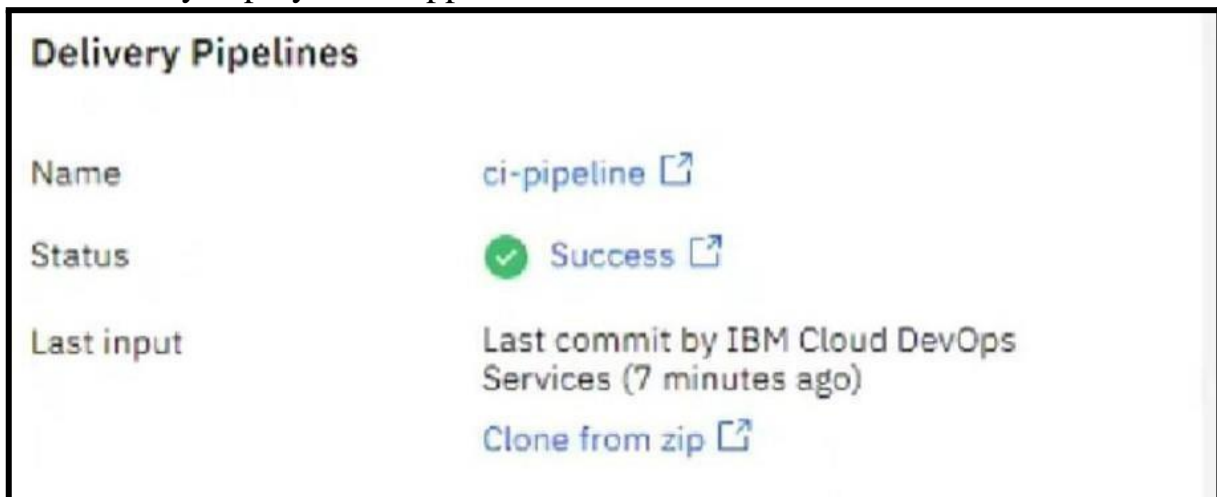 Delivery Pipelines
Name ci-pipeline
Status Success
Last input Last commit by IBM Cloud DevOps
Services (7 minutes ago)
Clone from zip